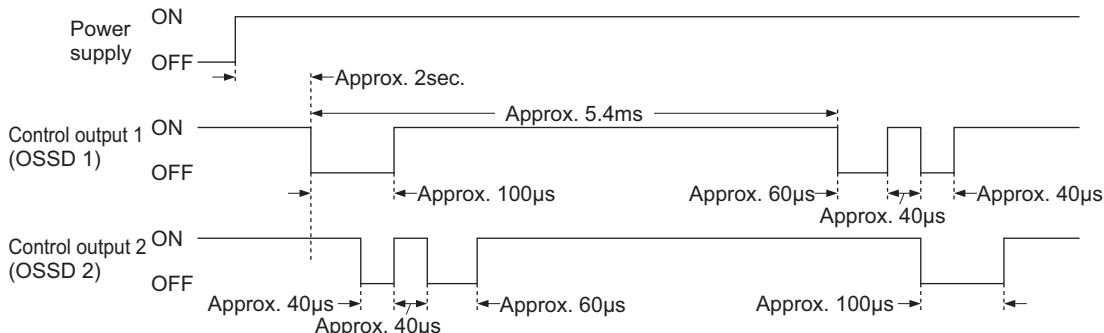 Power
supply
ON
OFF
Approx. 2sec.
Approx. 5.4ms
Control output 1
(OSSD 1)
ON
OFF
Approx. 100µs
Approx. 60µs
Approx. 40µs
Approx. 40µs
Control output 2
(OSSD 2)
ON
OFF
Approx. 40µs
Approx. 40µs
Approx. 60µs
Approx. 100µs